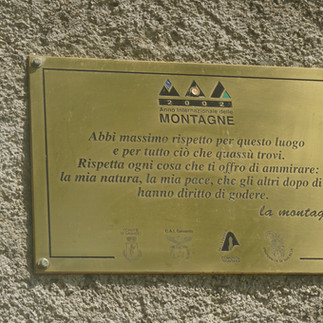 2002
Anno internazionale delle
MONTAGNE
Abbi massimo rispetto per questo luogo
e per tutto ciò che quassù trovi.
Rispetta ogni cosa che ti offro di ammirare:
la mia natura, la mia pace, che gli altri dopo di
hanno diritto di godere.
la montag